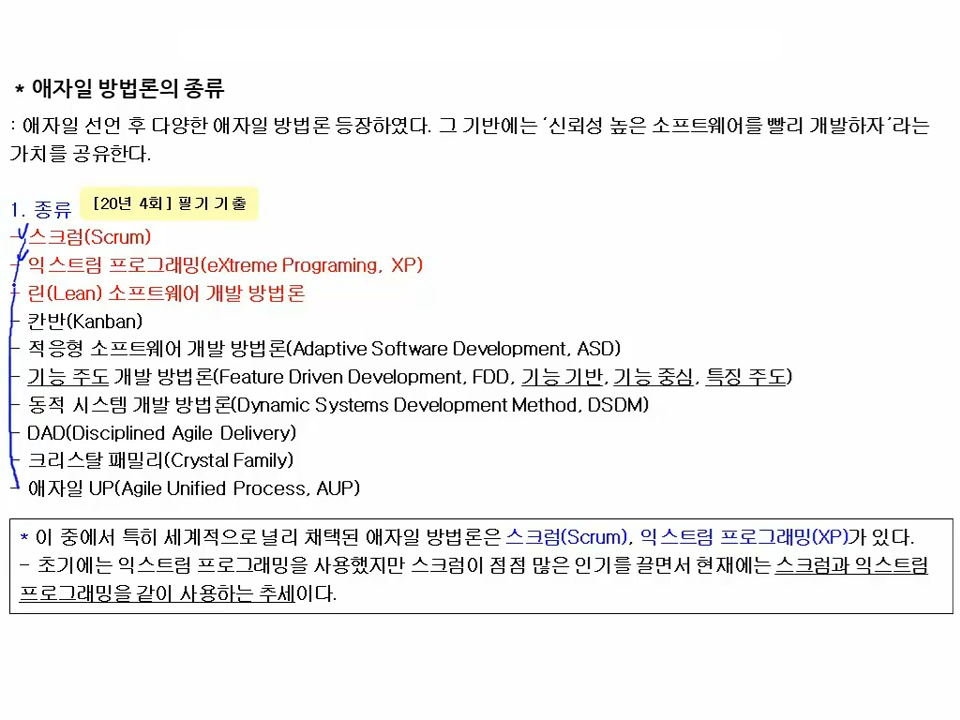 * 애자일 방법론의 종류
: 애자일 선언 후 다양한 애자일 방법론 등장하였다. 그 기반에는 '신뢰성 높은 소프트웨어를 빨리 개발하자'라는
가치를 공유한다.
1. 종류 [20년 4회] 필기 기출
- 스크럼(Scrum)
- 익스트림 프로그래밍(eXtreme Programing, XP)
- 린(Lean) 소프트웨어 개발 방법론
- 칸반(Kanban)
- 적응형 소프트웨어 개발 방법론(Adaptive Software Development, ASD)
- 기능 주도 개발 방법론(Feature Driven Development, FDD, 기능 기반, 기능 중심, 특징 주도)
- 동적 시스템 개발 방법론(Dynamic Systems Development Method, DSDM)
- DAD(Disciplined Agile Delivery)
- 크리스탈 패밀리(Crystal Family)
- 애자일 UP(Agile Unified Process, AUP)
* 이 중에서 특히 세계적으로 널리 채택된 애자일 방법론은 스크럼(Scrum), 익스트림 프로그래밍(XP)가 있다.
- 초기에는 익스트림 프로그래밍을 사용했지만 스크럼이 점점 많은 인기를 끌면서 현재에는 스크럼과 익스트림
프로그래밍을 같이 사용하는 추세이다.